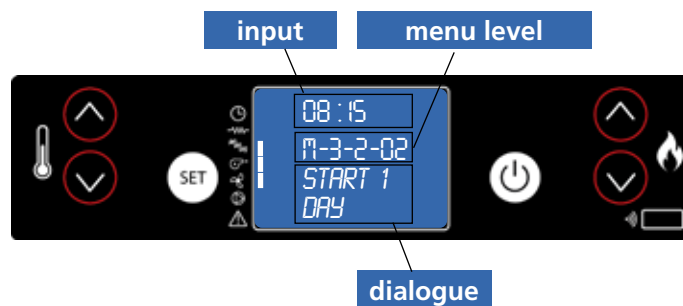 input menu level
08:15
M-3-2-02
SET
START 1
DAY
dialogue